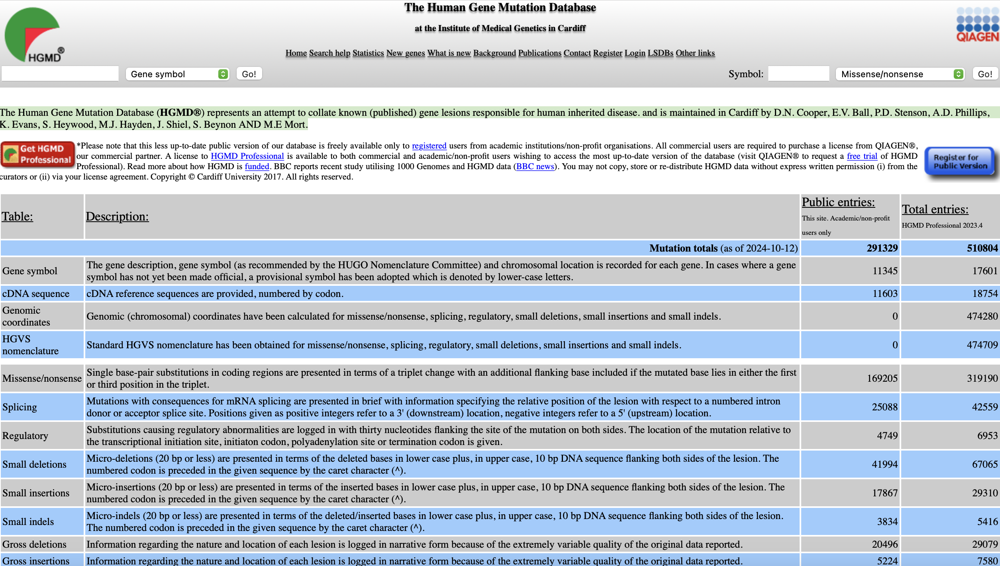 The Human Gene Mutation Database
at the Institute of Medical Genetics in Cardiff
HGMD®
QIAGEN
Home Search help Statistics New genes What is new Background Publications Contact Register Login LSDBs Other links
Gene symbol Go! Symbol: Missense/nonsense Go!
The Human Gene Mutation Database (HGMD®) represents an attempt to collate known (published) gene lesions responsible for human inherited disease. and is maintained in Cardiff by D.N. Cooper, E.V. Ball, P.D. Stenson, A.D. Phillips,
K. Evans, S. Heywood, M.J. Hayden, J. Shiel, S. Beynon AND M.E Mort.
Get HGMD
Professional
*Please note that this less up-to-date public version of our database is freely available only to registered users from academic institutions/non-profit organisations. All commercial users are required to purchase a license from QIAGEN®,
our commercial partner. A license to HGMD Professional is available to both commercial and academic/non-profit users wishing to access the most up-to-date version of the database (visit QIAGEN® to request a free trial of HGMD
Professional). Read more about how HGMD is funded. BBC reports recent study utilising 1000 Genomes and HGMD data (BBC news). You may not copy, store or re-distribute HGMD data without express written permission (i) from the
curators or (ii) via your license agreement. Copyright © Cardiff University 2017. All rights reserved.
Register for
Public Version
Table: Description: Public entries: Total entries:
This site. Academic/non-profit
users only
HGMD Professional 2023.4
Mutation totals (as of 2024-10-12) 291329 510804
Gene symbol
The gene description, gene symbol (as recommended by the HUGO Nomenclature Committee) and chromosomal location is recorded for each gene. In cases where a gene
symbol has not yet been made official, a provisional symbol has been adopted which is denoted by lower-case letters.
11345 17601
cDNA sequence cDNA reference sequences are provided, numbered by codon. 11603 18754
Genomic
coordinates
Genomic (chromosomal) coordinates have been calculated for missense/nonsense, splicing, regulatory, small deletions, small insertions and small indels. 0 474280
HGVS
nomenclature
Standard HGVS nomenclature has been obtained for missense/nonsense, splicing, regulatory, small deletions, small insertions and small indels. 0 474709
Missense/nonsense
Single base-pair substitutions in coding regions are presented in terms of a triplet change with an additional flanking base included if the mutated base lies in either the first
or third position in the triplet.
169205 319190
Splicing
Mutations with consequences for mRNA splicing are presented in brief with information specifying the relative position of the lesion with respect to a numbered intron
donor or acceptor splice site. Positions given as positive integers refer to a 3' (downstream) location, negative integers refer to a 5' (upstream) location.
25088 42559
Regulatory
Substitutions causing regulatory abnormalities are logged in with thirty nucleotides flanking the site of the mutation on both sides. The location of the mutation relative to
the transcriptional initiation site, initiaton codon, polyadenylation site or termination codon is given.
4749 6953
Small deletions
Micro-deletions (20 bp or less) are presented in terms of the deleted bases in lower case plus, in upper case, 10 bp DNA sequence flanking both sides of the lesion. The
numbered codon is preceded in the given sequence by the caret character (^).
41994 67065
Small insertions
Micro-insertions (20 bp or less) are presented in terms of the inserted bases in lower case plus, in upper case, 10 bp DNA sequence flanking both sides of the lesion. The
numbered codon is preceded in the given sequence by the caret character (^).
17867 29310
Small indels
Micro-indels (20 bp or less) are presented in terms of the deleted/inserted bases in lower case plus, in upper case, 10 bp DNA sequence flanking both sides of the lesion.
The numbered codon is preceded in the given sequence by the caret character (^).
3834 5416
Gross deletions Information regarding the nature and location of each lesion is logged in narrative form because of the extremely variable quality of the original data reported. 20496 29079
Gross insertions Information regarding the nature and location of each lesion is logged in narrative form because of the extremely variable quality of the original data reported. 5224 7580